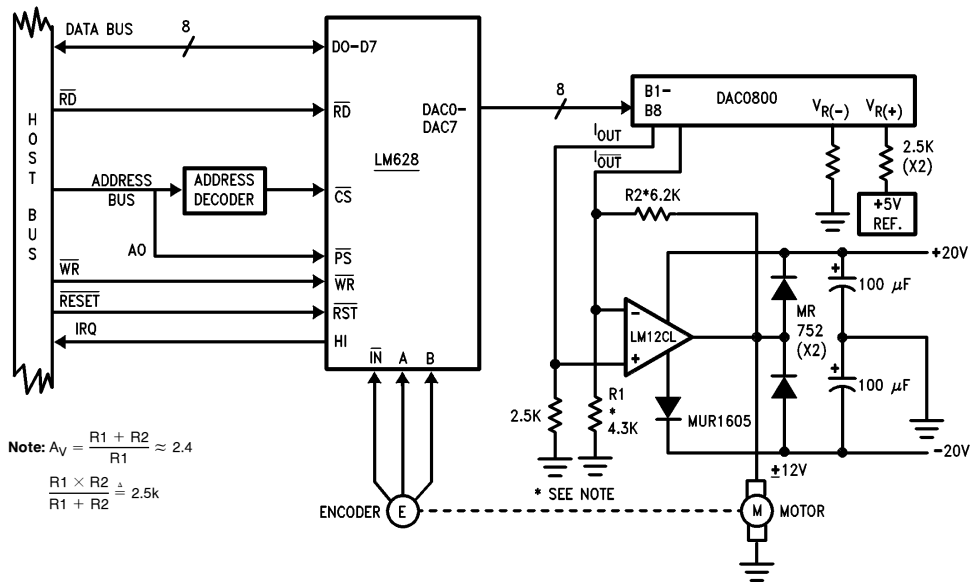 DATA BUS
8
D0-D7
RD
RD
HOST BUS
ADDRESS BUS
ADDRESS DECODER
CS
A0
PS
WR
WR
RESET
RST
IRQ
HI
LM628
DAC0-
DAC7
IN A B
8
B1-
B8
DAC0800
VR(-)
VR(+)
IOUT
IOUT
2.5K
(X2)
+5V
REF.
R2*6.2K
+20V
100 µF
MR
752
(X2)
LM12CL
-
+
+
+
100 µF
2.5K
R1
*
4.3K
MUR1605
-20V
±12V
* SEE NOTE
ENCODER E
M MOTOR
Note: AV = R1 + R2 / R1 ≈ 2.4
R1 × R2 / R1 + R2 ≜ 2.5k